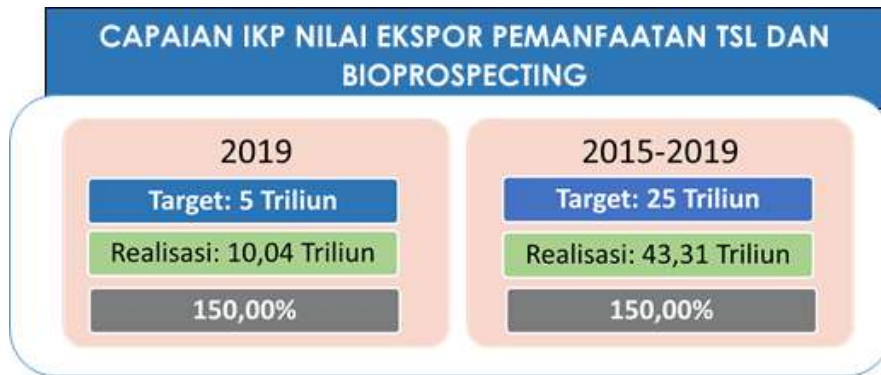 CAPAIAN IKP NILAI EKSPOR PEMANFAATAN TSL DAN
BIOPROSPECTING
2019
Target: 5 Triliun
Realisasi: 10,04 Triliun
150,00%
2015-2019
Target: 25 Triliun
Realisasi: 43,31 Triliun
150,00%